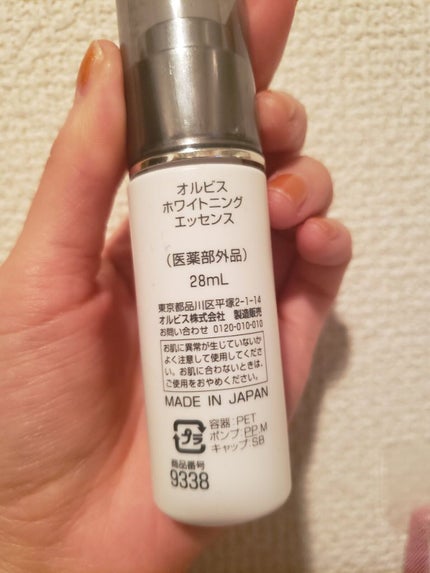 オルビス
ホワイトニング
エッセンス
(医薬部外品)
28mL
東京都品川区平塚2-1-14
オルビス株式会社 製造販売
お問い合わせ 0120-010-010
お肌に異常が生じていないか
よく注意して使用してくださ
い。お肌に合わないときは、
ご使用をおやめください。
MADE IN JAPAN
プラ
容器:PET
ポンプ:PP,M
キャップ:SB
商品番号
9338